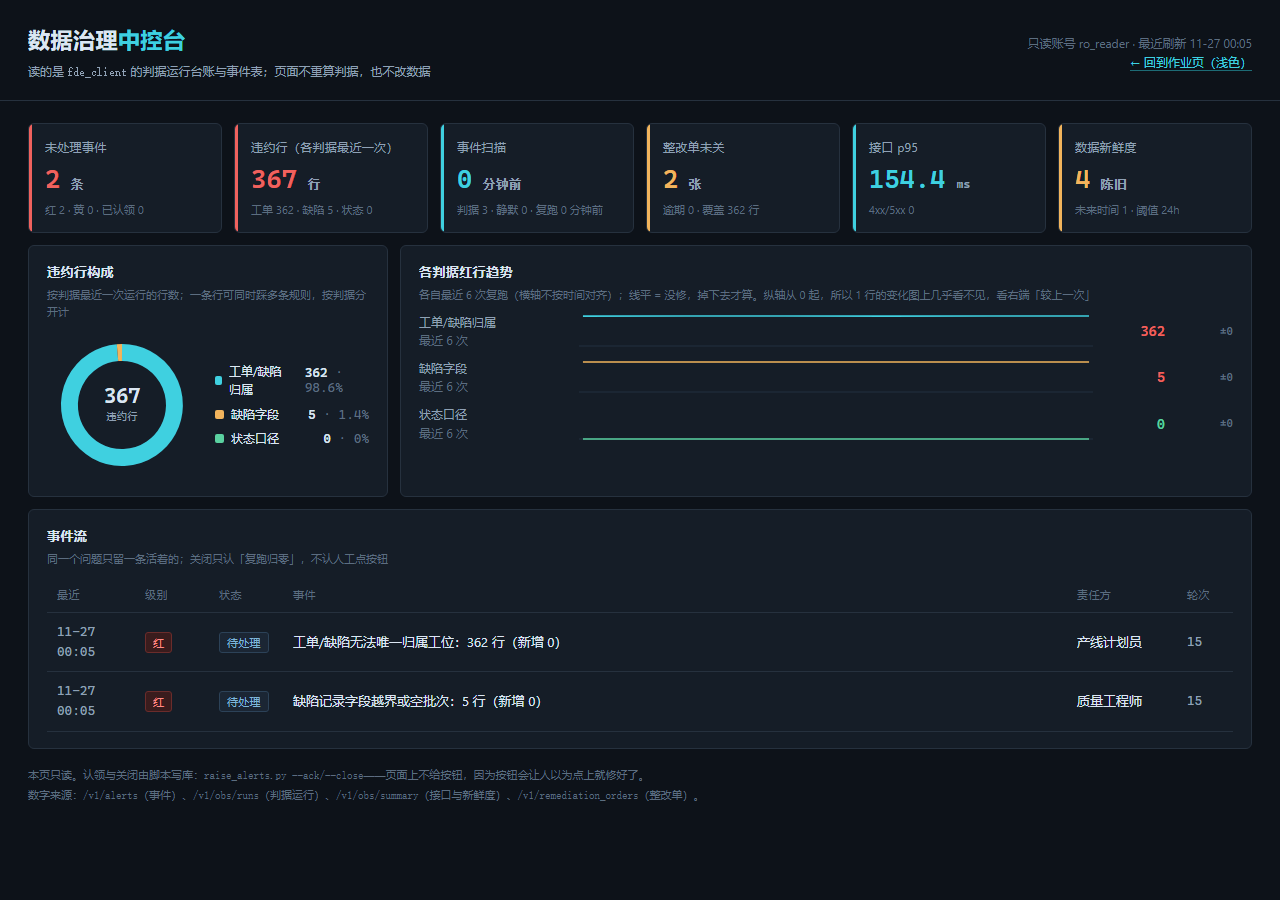 数据治理中控台
只读账号 ro_reader · 最近刷新 11-27 00:05
读的是 fde_client 的判据运行台账与事件表；页面不重算判据，也不改数据
← 回到作业页（浅色）
未处理事件
2 条
红 2 · 黄 0 · 已认领 0
违约行（各判据最近一次）
367 行
工单 362 · 缺陷 5 · 状态 0
事件扫描
0 分钟前
判据 3 · 静默 0 · 复跑 0 分钟前
整改单未关
2 张
逾期 0 · 覆盖 362 行
接口 p95
154.4 ms
4xx/5xx 0
数据新鲜度
4 陈旧
未来时间 1 · 阈值 24h
违约行构成
按判据最近一次运行的行数；一条行可同时踩多条规则，按判据分
开计
367
违约行
工单/缺陷
归属
362 ·
98.6%
缺陷字段 5 · 1.4%
状态口径 0 · 0%
各判据红行趋势
各自最近 6 次复跑（横轴不按时间对齐）；线平 = 没修，掉下去才算。纵轴从 0 起，所以 1 行的变化图上几乎看不见，看右端「较上一次」
工单/缺陷归属
最近 6 次
362 ±0
缺陷字段
最近 6 次
5 ±0
状态口径
最近 6 次
0 ±0
事件流
同一个问题只留一条活着的；关闭只认「复跑归零」，不认人工点按钮
最近 级别 状态 事件 责任方 轮次
11-27
00:05
红 待处理 工单/缺陷无法唯一归属工位：362 行（新增 0） 产线计划员 15
11-27
00:05
红 待处理 缺陷记录字段越界或空批次：5 行（新增 0） 质量工程师 15
本页只读。认领与关闭由脚本写库：raise_alerts.py --ack/--close——页面上不给按钮，因为按钮会让人以为点上就修好了。
数字来源：/v1/alerts（事件）、/v1/obs/runs（判据运行）、/v1/obs/summary（接口与新鲜度）、/v1/remediation_orders（整改单）。